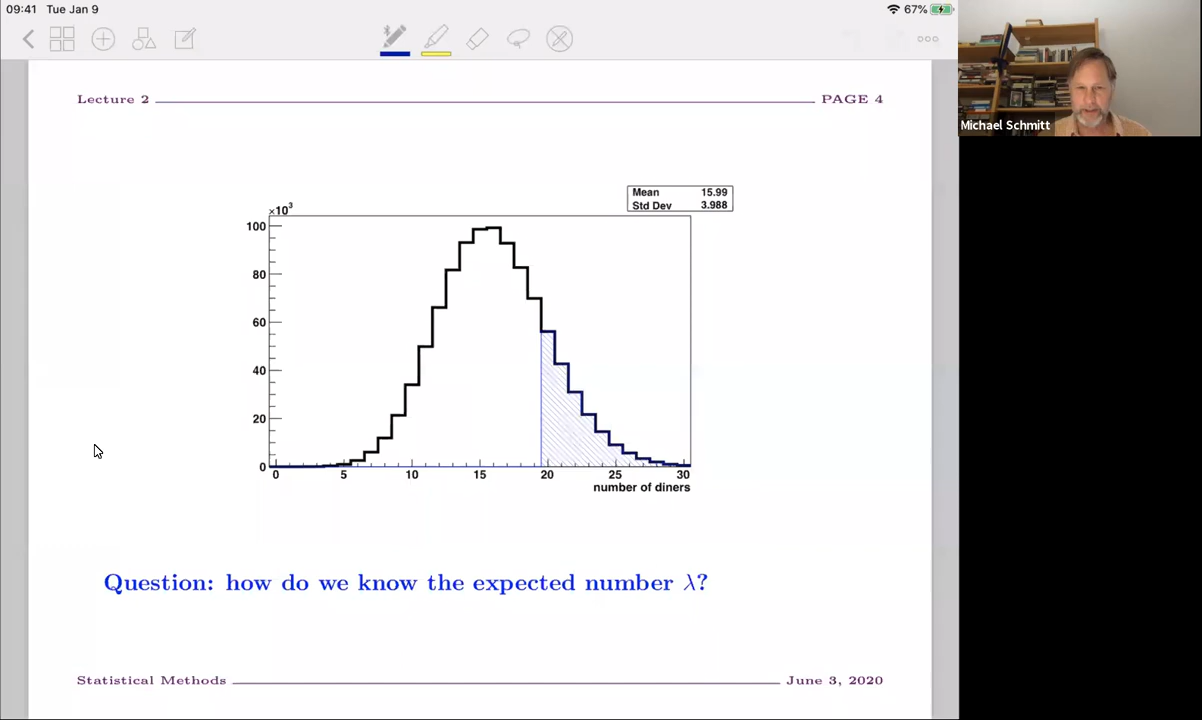 09:41 Tue Jan 9
67%
Lecture 2
PAGE 4
Mean 15.99
Std Dev 3.988
×10³
100
80
60
40
20
0
0 5 10 15 20 25 30
number of diners
Question: how do we know the expected number λ?
Statistical Methods
June 3, 2020
Michael Schmitt